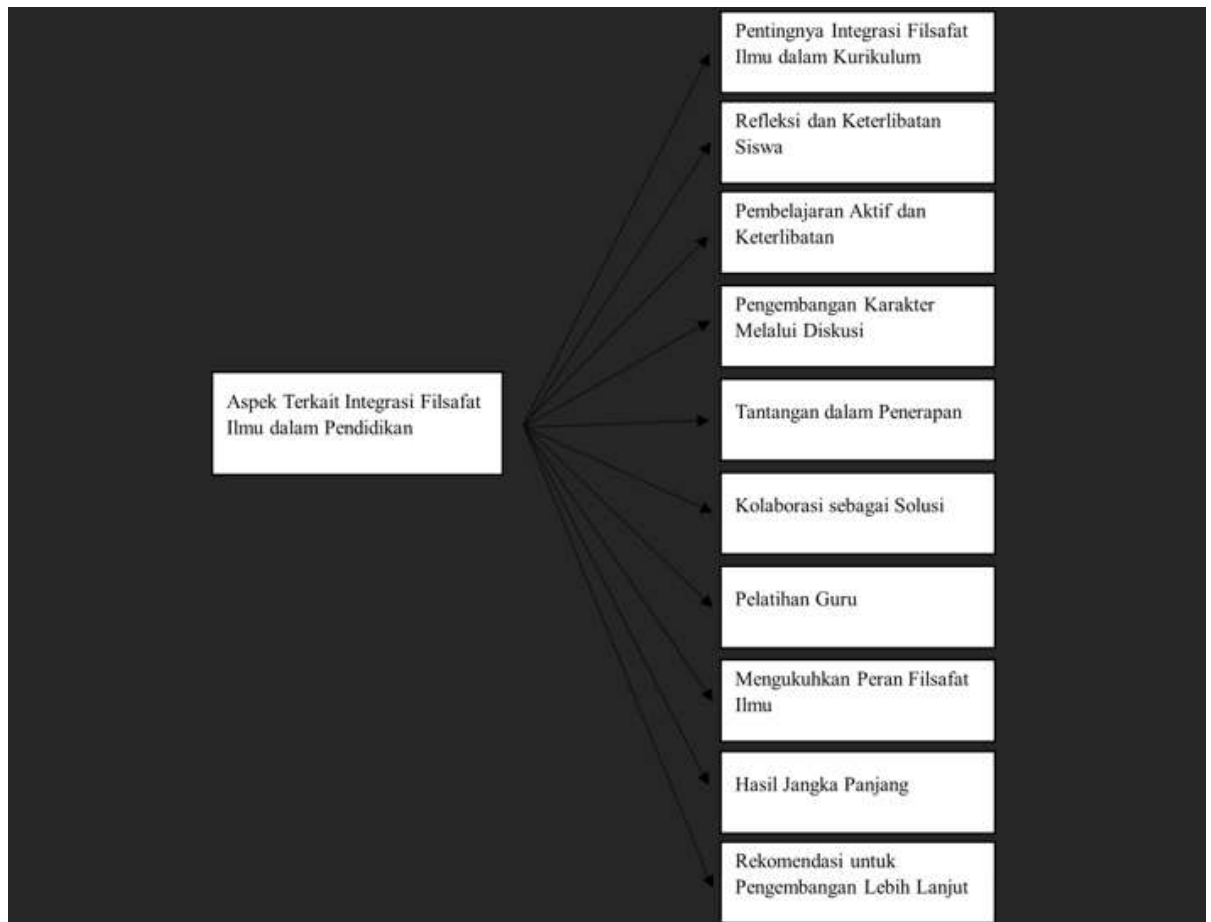 Aspek Terkait Integrasi Filsafat
Ilmu dalam Pendidikan
Pentingnya Integrasi Filsafat
Ilmu dalam Kurikulum
Refleksi dan Keterlibatan
Siswa
Pembelajaran Aktif dan
Keterlibatan
Pengembangan Karakter
Melalui Diskusi
Tantangan dalam Penerapan
Kolaborasi sebagai Solusi
Pelatihan Guru
Mengukuhkan Peran Filsafat
Ilmu
Hasil Jangka Panjang
Rekomendasi untuk
Pengembangan Lebih Lanjut